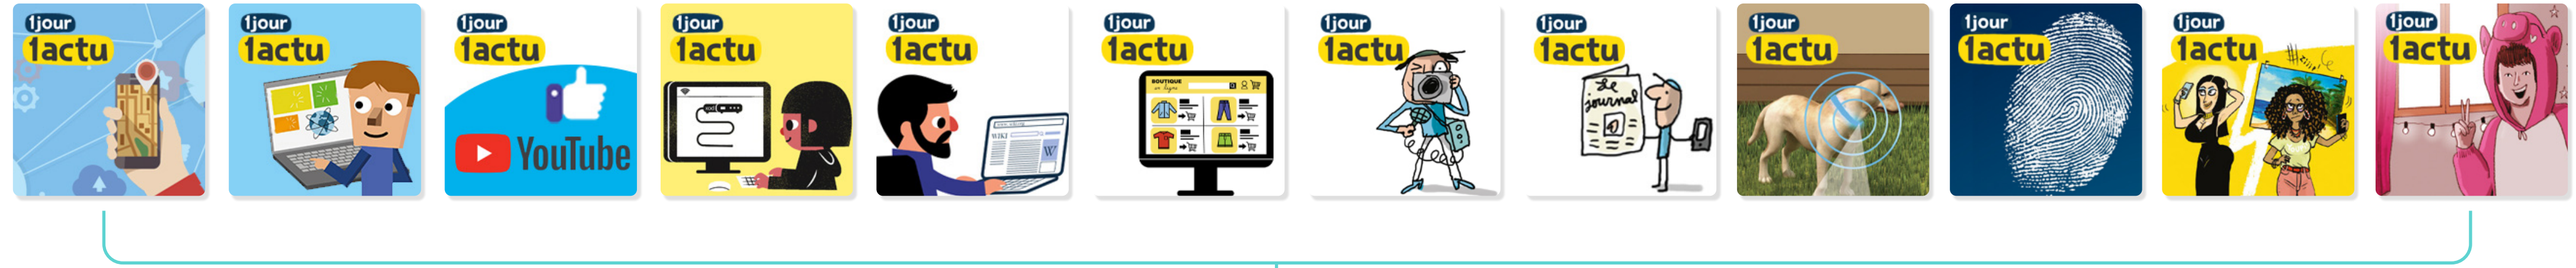 1jour
1actu
1jour
1actu
1jour
1actu
YouTube
1jour
1actu
1jour
1actu
WIKI
W
1jour
1actu
BOUTIQUE
en ligne
1jour
1actu
1jour
1actu
Le
journal
1jour
1actu
1jour
1actu
1jour
1actu
1jour
1actu